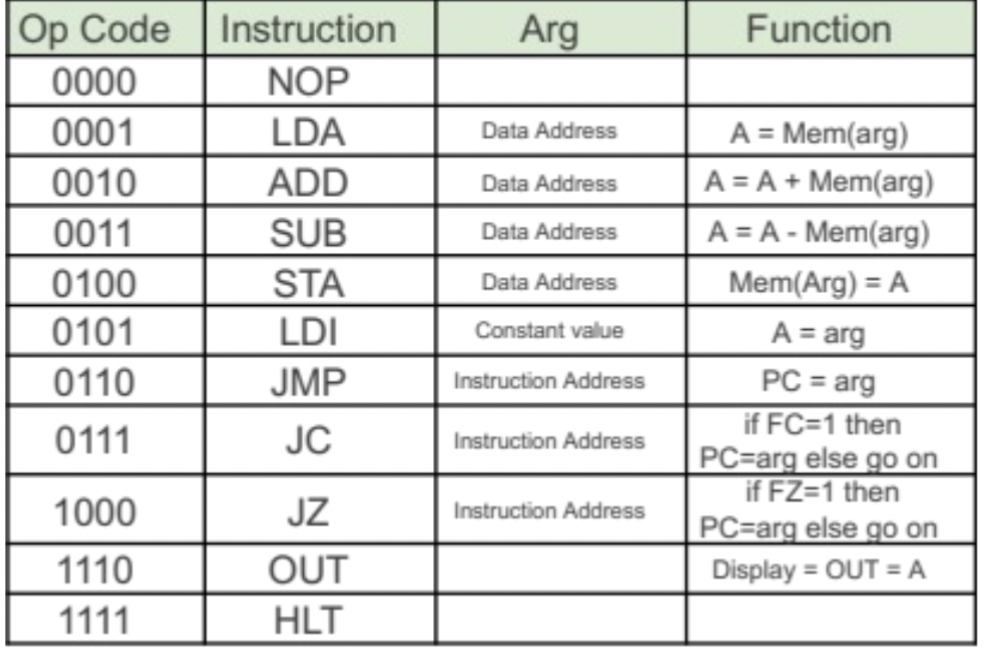 Op Code Instruction Arg Function
0000 NOP
0001 LDA Data Address A = Mem(arg)
0010 ADD Data Address A = A + Mem(arg)
0011 SUB Data Address A = A - Mem(arg)
0100 STA Data Address Mem(Arg) = A
0101 LDI Constant value A = arg
0110 JMP Instruction Address PC = arg
0111 JC Instruction Address if FC=1 then
PC=arg else go on
1000 JZ Instruction Address if FZ=1 then
PC=arg else go on
1110 OUT Display = OUT = A
1111 HLT